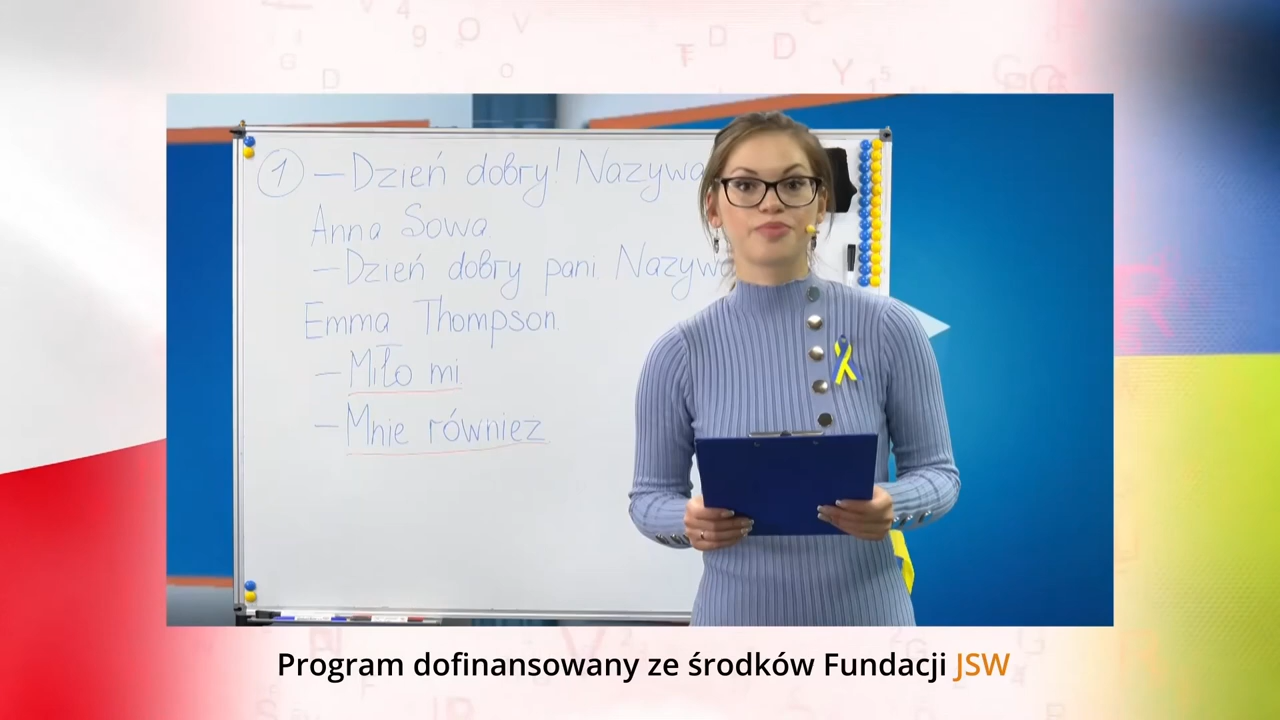 ① – Dzień dobry! Nazywa
Anna Sowa.
– Dzień dobry pani Nazyw
Emma Thompson.
– Miło mi
– Mnie również
Program dofinansowany ze środków Fundacji JSW